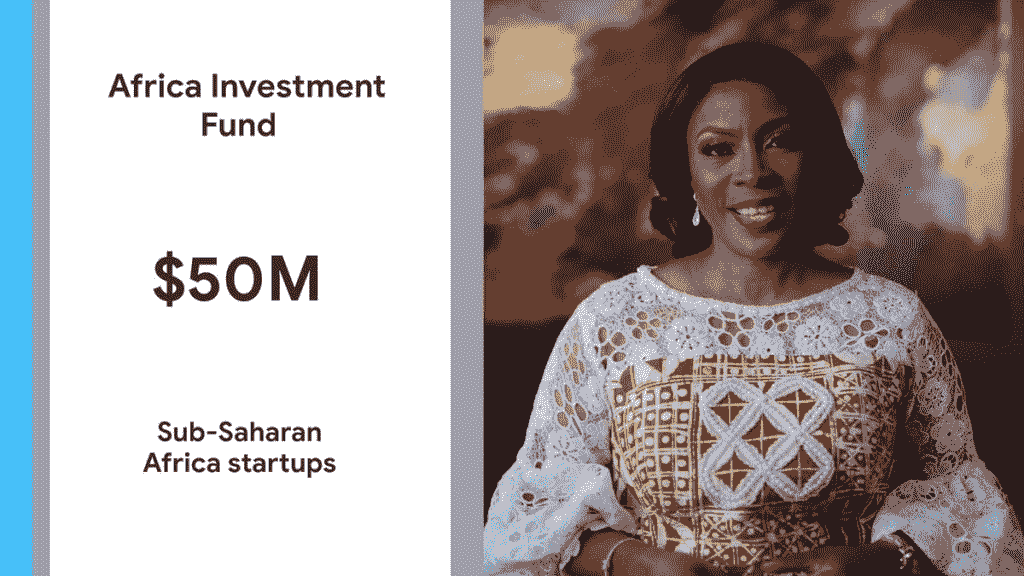 Africa Investment
Fund
$50M
Sub-Saharan
Africa startups